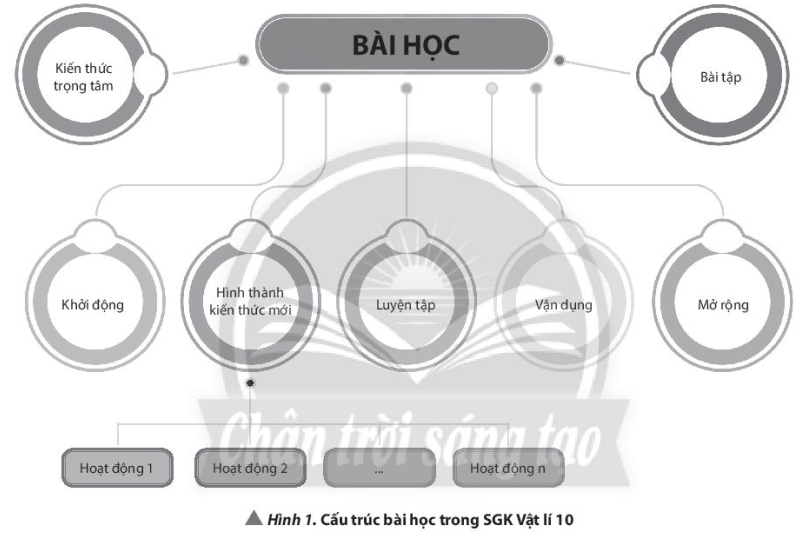 BÀI HỌC
Kiến thức
trọng tâm
Bài tập
Khởi động
Hình thành
kiến thức mới
Luyện tập
Vận dụng
Mở rộng
Chân trời sáng tạo
Hoạt động 1
Hoạt động 2
...
Hoạt động n
▲ Hình 1. Cấu trúc bài học trong SGK Vật lí 10